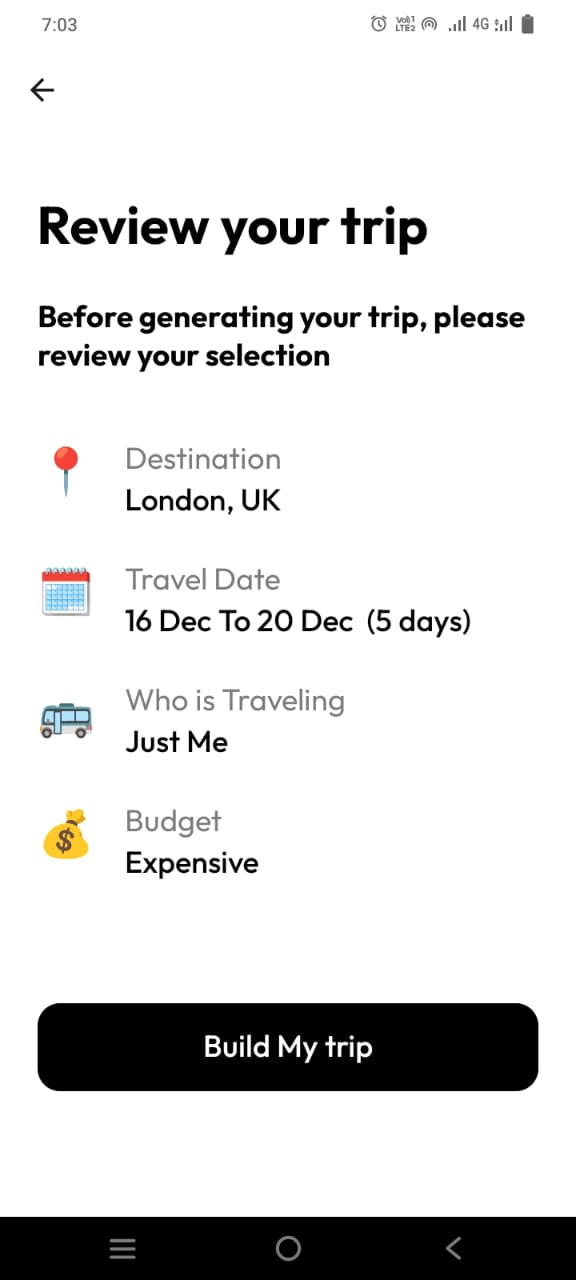 7:03
Vo))1
LTE2
4G
Review your trip
Before generating your trip, please
review your selection
Destination
London, UK
Travel Date
16 Dec To 20 Dec (5 days)
Who is Traveling
Just Me
Budget
Expensive
Build My trip